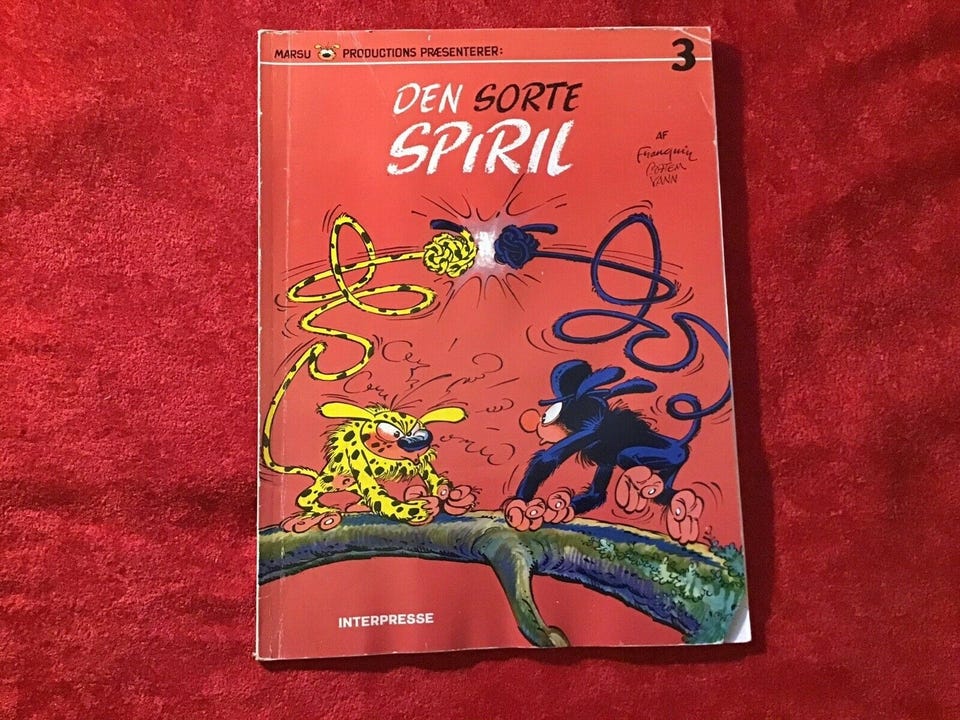 MARSU PRODUCTIONS PRÆSENTERER:
3
DEN SORTE
SPIRIL
AF
Franquin
Batem
YANN
INTERPRESSE